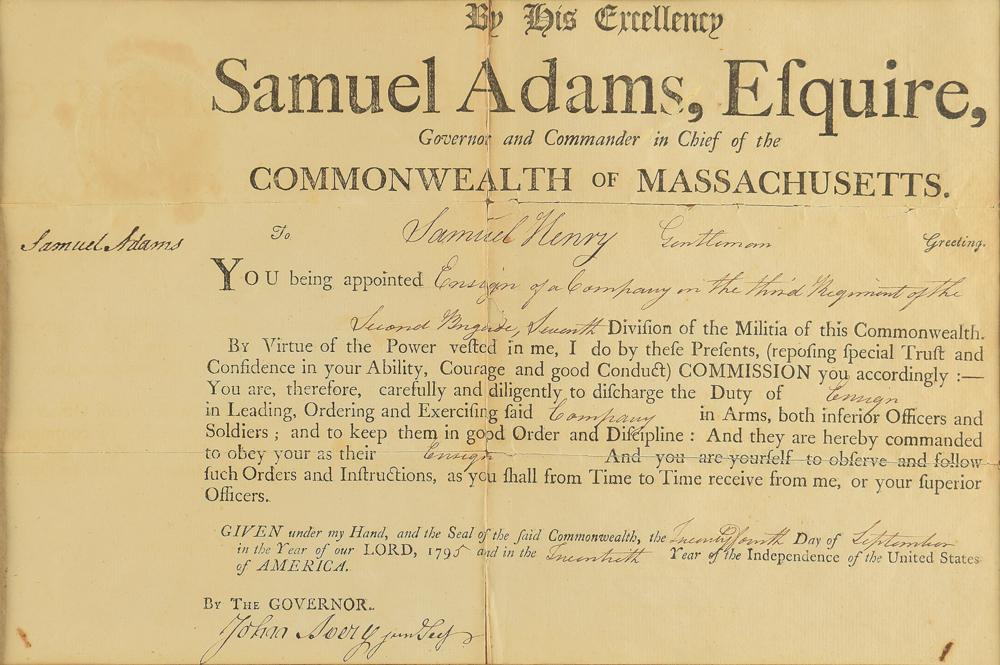 By His Excellency
Samuel Adams, Eſquire,
Governor and Commander in Chief of the
COMMONWEALTH OF MASSACHUSETTS.
Samuel Adams To Samuel Henry Gentleman Greeting.
YOU being appointed Ensign of a Company in the third Regiment of the
Second Brigade, Seventh Diviſion of the Militia of this Commonwealth.
By Virtue of the Power veſted in me, I do by theſe Preſents, (repoſing ſpecial Truſt and
Confidence in your Ability, Courage and good Conduct) COMMISSION you accordingly :—
You are, therefore, carefully and diligently to diſcharge the Duty of Ensign
in Leading, Ordering and Exerciſing ſaid Company in Arms, both inferior Officers and
Soldiers ; and to keep them in good Order and Diſcipline : And they are hereby commanded
to obey your as their Ensign And you are yourſelf to obſerve and follow
ſuch Orders and Inſtructions, as you ſhall from Time to Time receive from me, or your ſuperior
Officers.
GIVEN under my Hand, and the Seal of the ſaid Commonwealth, the Twenty fourth Day of September
in the Year of our LORD, 1795 and in the Twentieth Year of the Independence of the United States
of AMERICA.
By THE GOVERNOR.
John Avery jun Secy